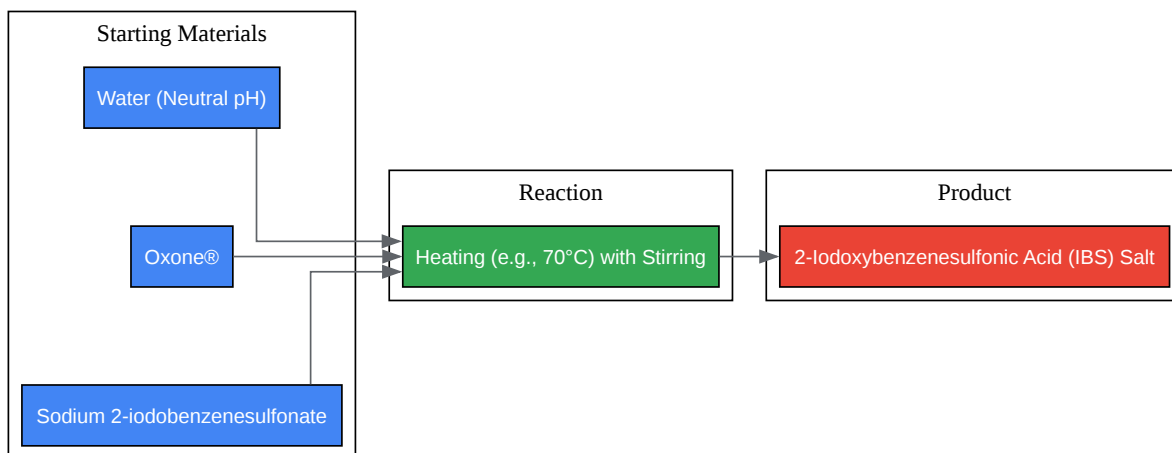 Starting Materials
Water (Neutral pH)
Oxone®
Sodium 2-iodobenzenesulfonate
Reaction
Heating (e.g., 70°C) with Stirring
Product
2-Iodoxybenzenesulfonic Acid (IBS) Salt